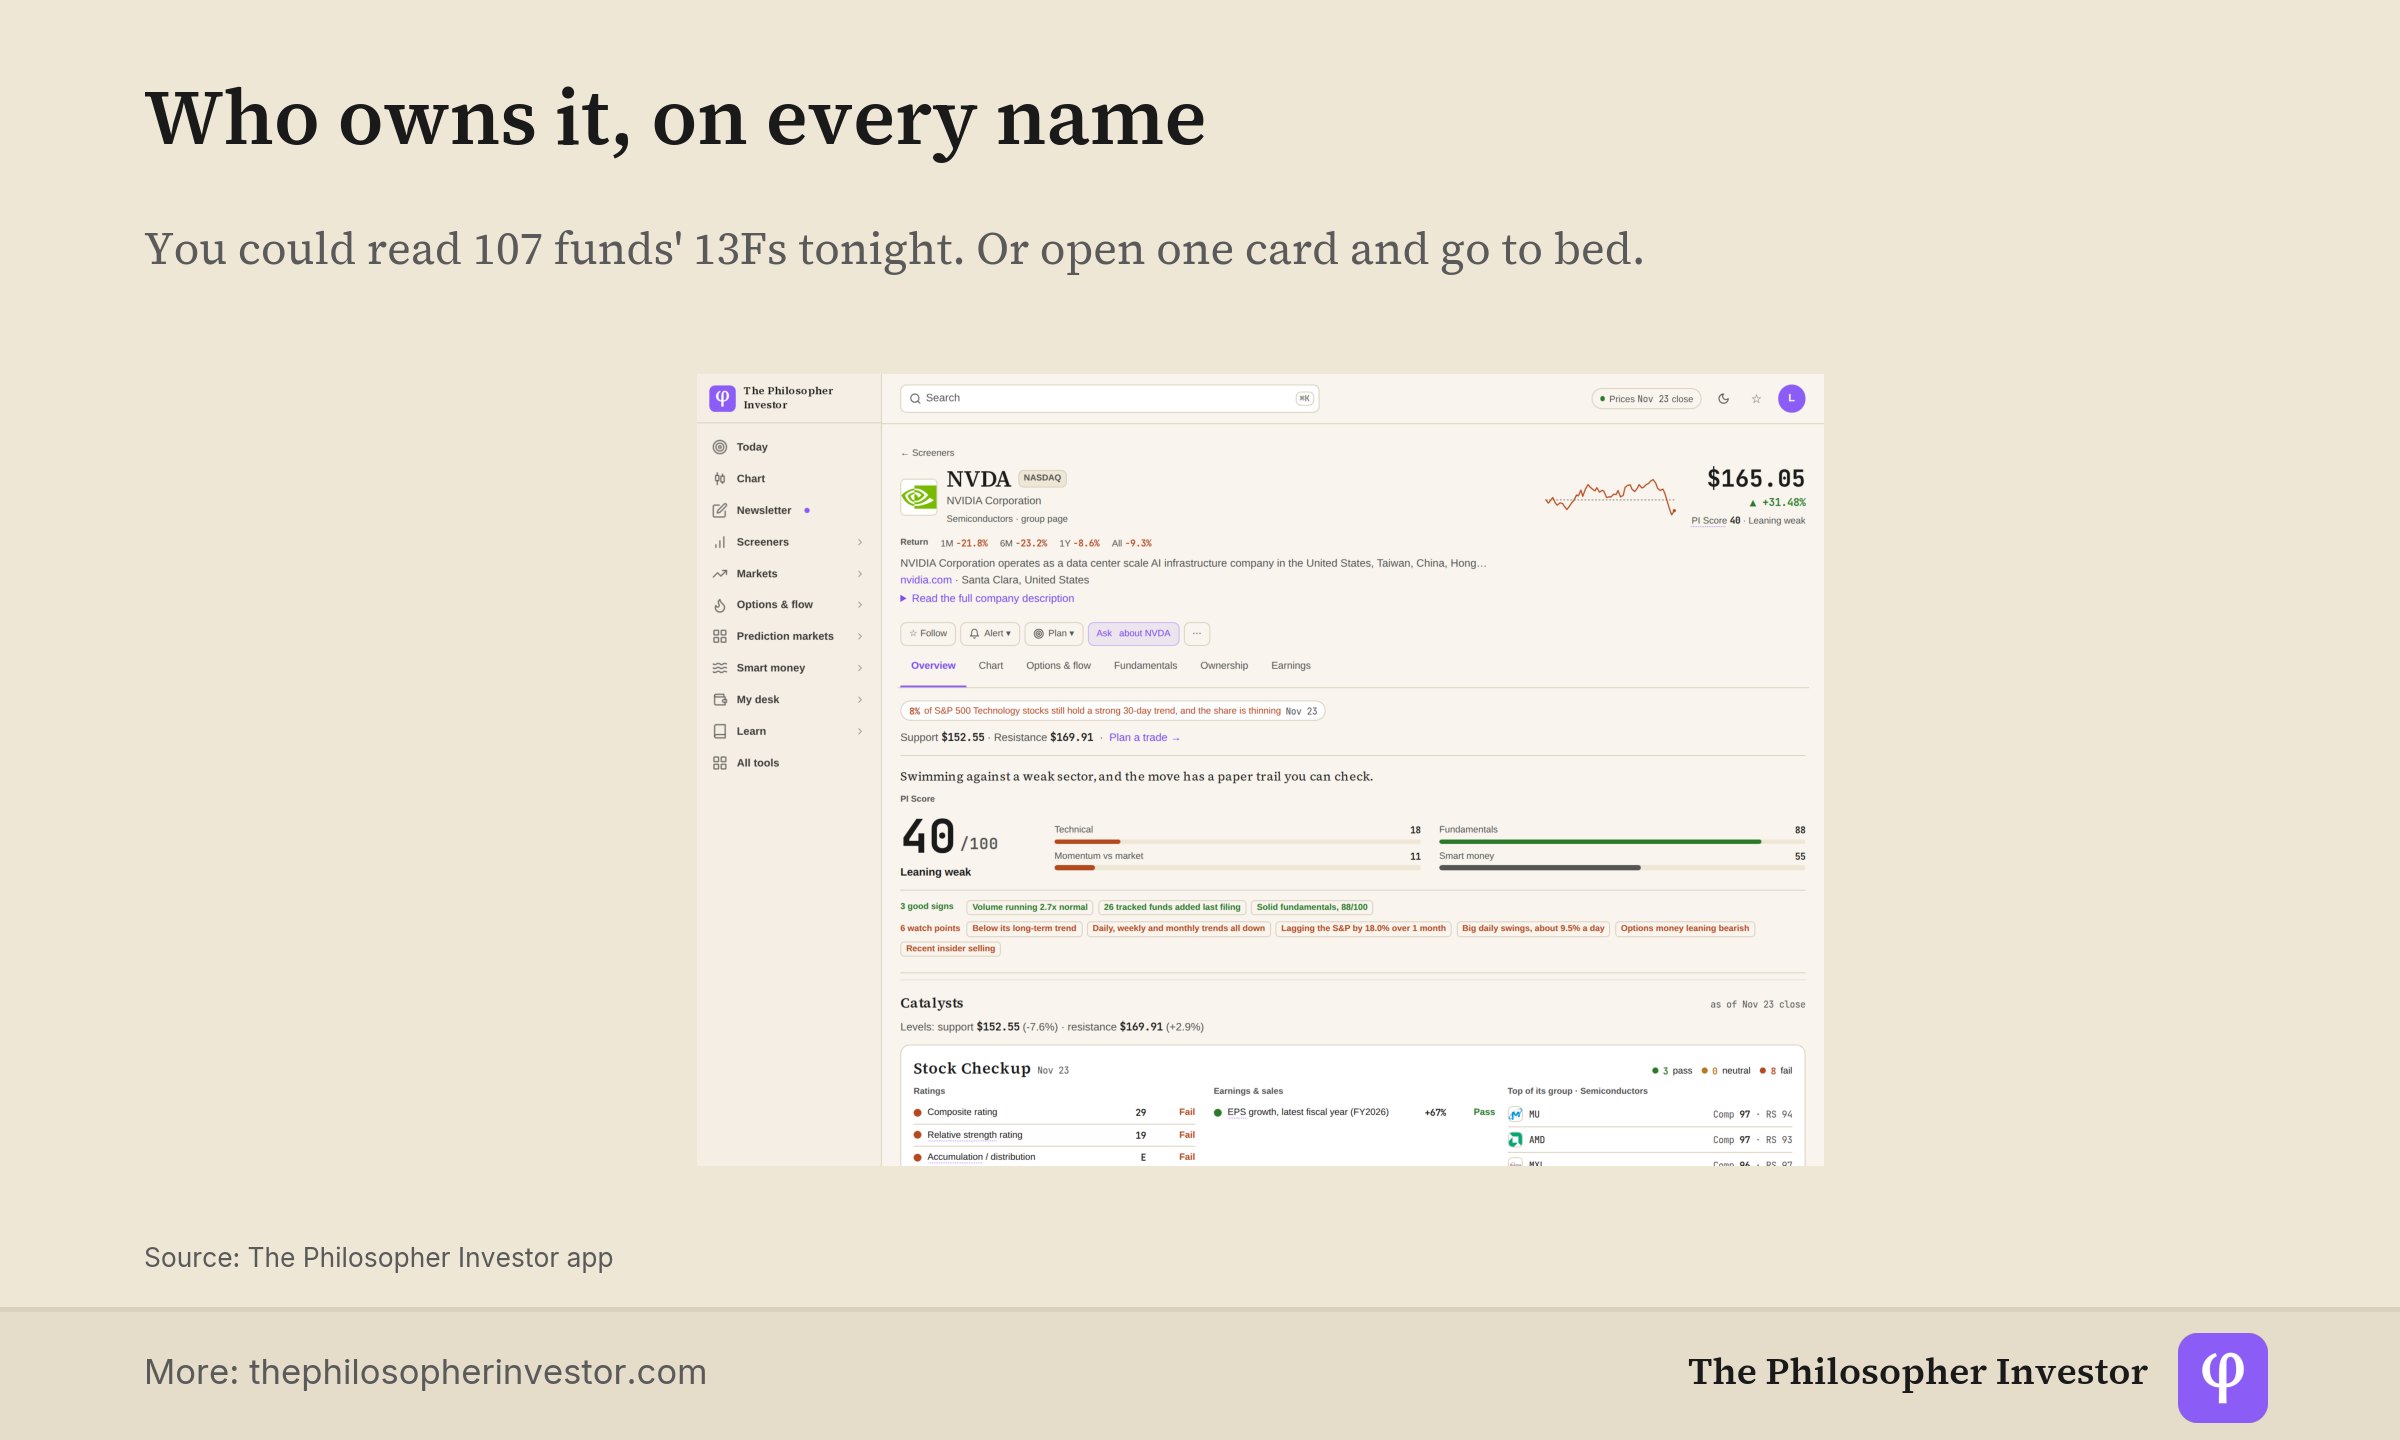 Who owns it, on every name
You could read 107 funds' 13Fs tonight. Or open one card and go to bed.
φ The Philosopher Investor
Search
⌘K
Prices Nov 23 close
L
Today
Chart
Newsletter
Screeners
Markets
Options & flow
Prediction markets
Smart money
My desk
Learn
All tools
← Screeners
NVDA NASDAQ
NVIDIA Corporation
Semiconductors · group page
$165.05
▲ +31.48%
PI Score 40 · Leaning weak
Return 1M -21.8% 6M -23.2% 1Y -8.6% All -9.3%
NVIDIA Corporation operates as a data center scale AI infrastructure company in the United States, Taiwan, China, Hong…
nvidia.com · Santa Clara, United States
▶ Read the full company description
☆ Follow Alert ▾ Plan ▾ Ask about NVDA ···
Overview Chart Options & flow Fundamentals Ownership Earnings
8% of S&P 500 Technology stocks still hold a strong 30-day trend, and the share is thinning Nov 23
Support $152.55 · Resistance $169.91 · Plan a trade →
Swimming against a weak sector, and the move has a paper trail you can check.
PI Score
40 /100
Leaning weak
Technical 18
Momentum vs market 11
Fundamentals 88
Smart money 55
3 good signs Volume running 2.7x normal 26 tracked funds added last filing Solid fundamentals, 88/100
6 watch points Below its long-term trend Daily, weekly and monthly trends all down Lagging the S&P by 18.0% over 1 month Big daily swings, about 9.5% a day Options money leaning bearish
Recent insider selling
Catalysts as of Nov 23 close
Levels: support $152.55 (-7.6%) · resistance $169.91 (+2.9%)
Stock Checkup Nov 23
3 pass 0 neutral 8 fail
Ratings
Composite rating 29 Fail
Relative strength rating 19 Fail
Accumulation / distribution E Fail
Earnings & sales
EPS growth, latest fiscal year (FY2026) +67% Pass
Top of its group · Semiconductors
MU Comp 97 · RS 94
AMD Comp 97 · RS 93
MXL Comp 96 · RS 97
Source: The Philosopher Investor app
More: thephilosopherinvestor.com
The Philosopher Investor φ